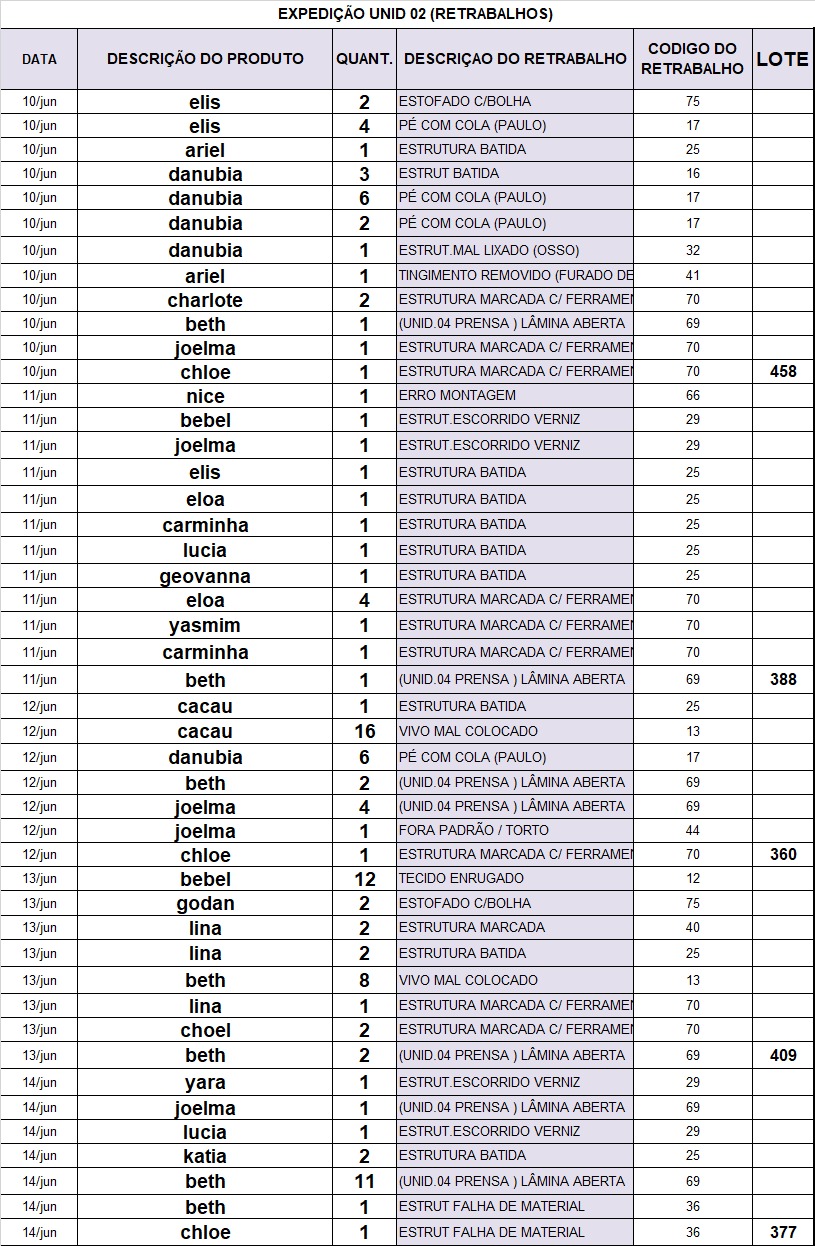 EXPEDIÇÃO UNID 02 (RETRABALHOS)
DATA DESCRIÇÃO DO PRODUTO QUANT. DESCRIÇAO DO RETRABALHO CODIGO DO RETRABALHO LOTE
10/jun elis 2 ESTOFADO C/BOLHA 75
10/jun elis 4 PÉ COM COLA (PAULO) 17
10/jun ariel 1 ESTRUTURA BATIDA 25
10/jun danubia 3 ESTRUT BATIDA 16
10/jun danubia 6 PÉ COM COLA (PAULO) 17
10/jun danubia 2 PÉ COM COLA (PAULO) 17
10/jun danubia 1 ESTRUT.MAL LIXADO (OSSO) 32
10/jun ariel 1 TINGIMENTO REMOVIDO (FURADO DE 41
10/jun charlote 2 ESTRUTURA MARCADA C/ FERRAMEN 70
10/jun beth 1 (UNID.04 PRENSA ) LÂMINA ABERTA 69
10/jun joelma 1 ESTRUTURA MARCADA C/ FERRAMEN 70
10/jun chloe 1 ESTRUTURA MARCADA C/ FERRAMEN 70 458
11/jun nice 1 ERRO MONTAGEM 66
11/jun bebel 1 ESTRUT.ESCORRIDO VERNIZ 29
11/jun joelma 1 ESTRUT.ESCORRIDO VERNIZ 29
11/jun elis 1 ESTRUTURA BATIDA 25
11/jun eloa 1 ESTRUTURA BATIDA 25
11/jun carminha 1 ESTRUTURA BATIDA 25
11/jun lucia 1 ESTRUTURA BATIDA 25
11/jun geovanna 1 ESTRUTURA BATIDA 25
11/jun eloa 4 ESTRUTURA MARCADA C/ FERRAMEN 70
11/jun yasmim 1 ESTRUTURA MARCADA C/ FERRAMEN 70
11/jun carminha 1 ESTRUTURA MARCADA C/ FERRAMEN 70
11/jun beth 1 (UNID.04 PRENSA ) LÂMINA ABERTA 69 388
12/jun cacau 1 ESTRUTURA BATIDA 25
12/jun cacau 16 VIVO MAL COLOCADO 13
12/jun danubia 6 PÉ COM COLA (PAULO) 17
12/jun beth 2 (UNID.04 PRENSA ) LÂMINA ABERTA 69
12/jun joelma 4 (UNID.04 PRENSA ) LÂMINA ABERTA 69
12/jun joelma 1 FORA PADRÃO / TORTO 44
12/jun chloe 1 ESTRUTURA MARCADA C/ FERRAMEN 70 360
13/jun bebel 12 TECIDO ENRUGADO 12
13/jun godan 2 ESTOFADO C/BOLHA 75
13/jun lina 2 ESTRUTURA MARCADA 40
13/jun lina 2 ESTRUTURA BATIDA 25
13/jun beth 8 VIVO MAL COLOCADO 13
13/jun lina 1 ESTRUTURA MARCADA C/ FERRAMEN 70
13/jun choel 2 ESTRUTURA MARCADA C/ FERRAMEN 70
13/jun beth 2 (UNID.04 PRENSA ) LÂMINA ABERTA 69 409
14/jun yara 1 ESTRUT.ESCORRIDO VERNIZ 29
14/jun joelma 1 (UNID.04 PRENSA ) LÂMINA ABERTA 69
14/jun lucia 1 ESTRUT.ESCORRIDO VERNIZ 29
14/jun katia 2 ESTRUTURA BATIDA 25
14/jun beth 11 (UNID.04 PRENSA ) LÂMINA ABERTA 69
14/jun beth 1 ESTRUT FALHA DE MATERIAL 36
14/jun chloe 1 ESTRUT FALHA DE MATERIAL 36 377